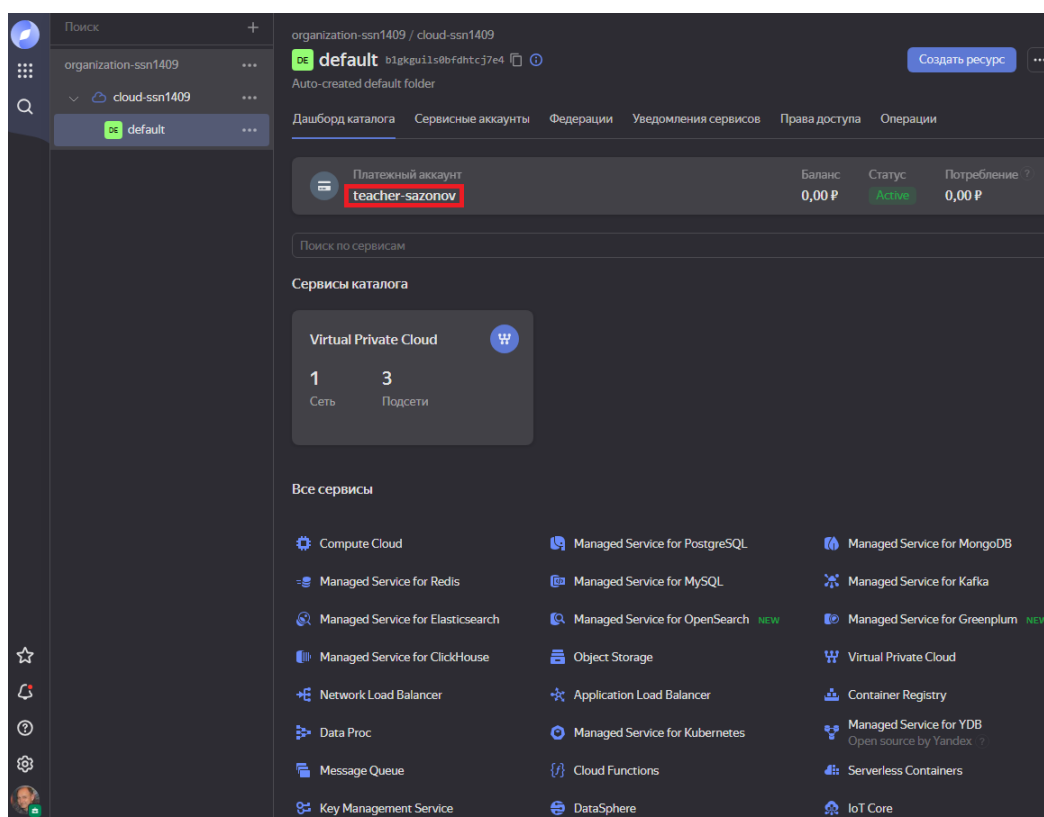 Поиск
organization-ssn1409
cloud-ssn1409
DE default
organization-ssn1409 / cloud-ssn1409
DE default b1gkguils0bfdhtcj7e4
Auto-created default folder
Создать ресурс
Дашборд каталога Сервисные аккаунты Федерации Уведомления сервисов Права доступа Операции
Платежный аккаунт Баланс Статус Потребление ?
teacher-sazonov 0,00 ₽ Active 0,00 ₽
Поиск по сервисам
Сервисы каталога
Virtual Private Cloud
1 3
Сеть Подсети
Все сервисы
Compute Cloud Managed Service for PostgreSQL Managed Service for MongoDB
Managed Service for Redis Managed Service for MySQL Managed Service for Kafka
Managed Service for Elasticsearch Managed Service for OpenSearch NEW Managed Service for Greenplum NEW
Managed Service for ClickHouse Object Storage Virtual Private Cloud
Network Load Balancer Application Load Balancer Container Registry
Data Proc Managed Service for Kubernetes Managed Service for YDB
Open source by Yandex ?
Message Queue Cloud Functions Serverless Containers
Key Management Service DataSphere IoT Core